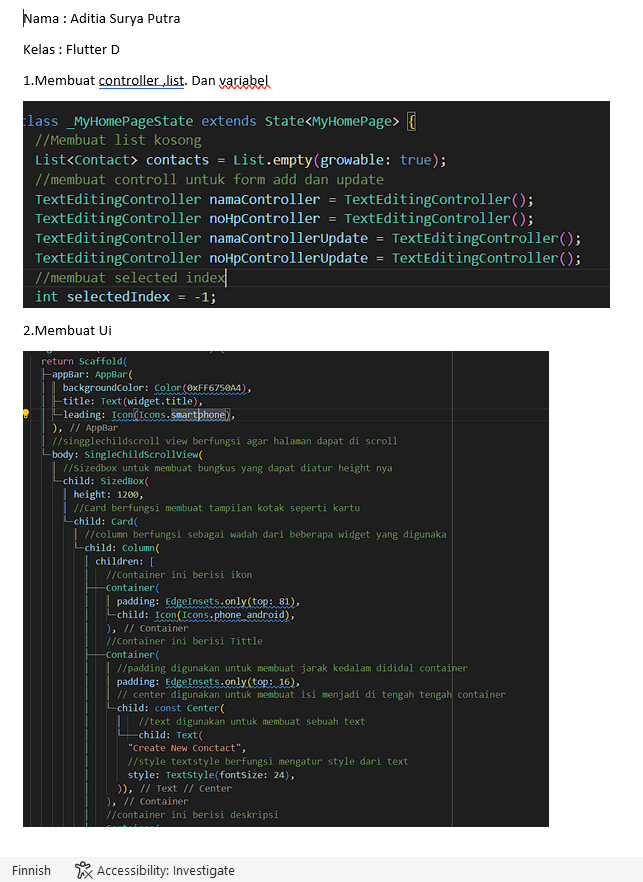 Nama : Aditia Surya Putra
Kelas : Flutter D
1.Membuat controller ,list. Dan variabel
class _MyHomePageState extends State<MyHomePage> {
//Membuat list kosong
List<Contact> contacts = List.empty(growable: true);
//membuat controll untuk form add dan update
TextEditingController namaController = TextEditingController();
TextEditingController noHpController = TextEditingController();
TextEditingController namaControllerUpdate = TextEditingController();
TextEditingController noHpControllerUpdate = TextEditingController();
//membuat selected index
int selectedIndex = -1;
2.Membuat Ui
return Scaffold(
appBar: AppBar(
backgroundColor: Color(0xFF6750A4),
title: Text(widget.title),
leading: Icon(Icons.smartphone),
), // AppBar
//singglechildscroll view berfungsi agar halaman dapat di scroll
body: SingleChildScrollView(
//Sizedbox untuk membuat bungkus yang dapat diatur height nya
child: SizedBox(
height: 1200,
//Card berfungsi membuat tampilan kotak seperti kartu
child: Card(
//column berfungsi sebagai wadah dari beberapa widget yang digunaka
child: Column(
children: [
//Container ini berisi ikon
Container(
padding: EdgeInsets.only(top: 81),
child: Icon(Icons.phone_android),
), // Container
//Container ini berisi Tittle
Container(
//padding digunakan untuk membuat jarak kedalam dididal container
padding: EdgeInsets.only(top: 16),
// center digunakan untuk membuat isi menjadi di tengah tengah container
child: const Center(
//text digunakan untuk membuat sebuah text
child: Text(
"Create New Conctact",
//style textstyle berfungsi mengatur style dari text
style: TextStyle(fontSize: 24),
)), // Text // Center
), // Container
//container ini berisi deskripsi
Finnish Accessibility: Investigate